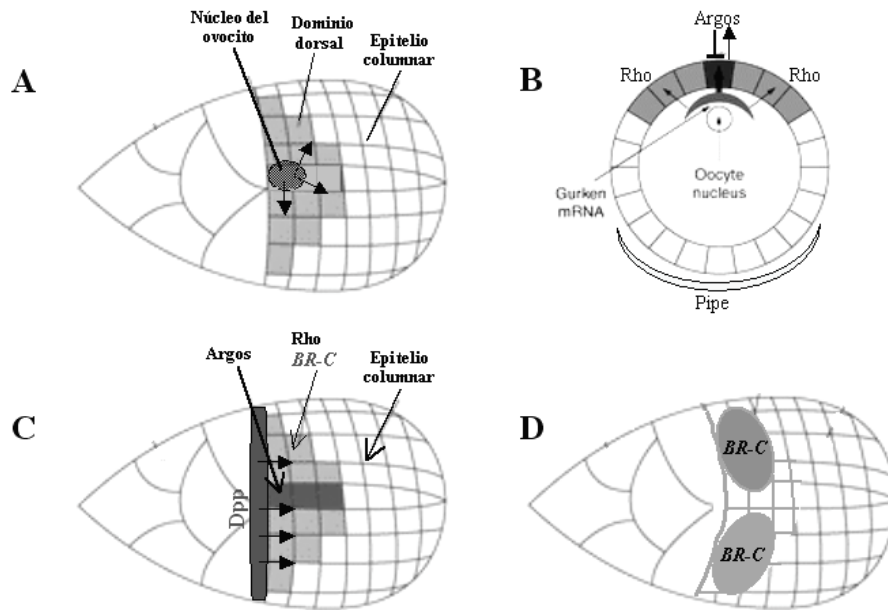 A
Núcleo del
ovocito
Dominio
dorsal
Epitelio
columnar
B
Argos
Rho
Rho
Gurken
mRNA
Oocyte
nucleus
Pipe
C
Argos
Rho
BR-C
Epitelio
columnar
Dpp
D
BR-C
BR-C